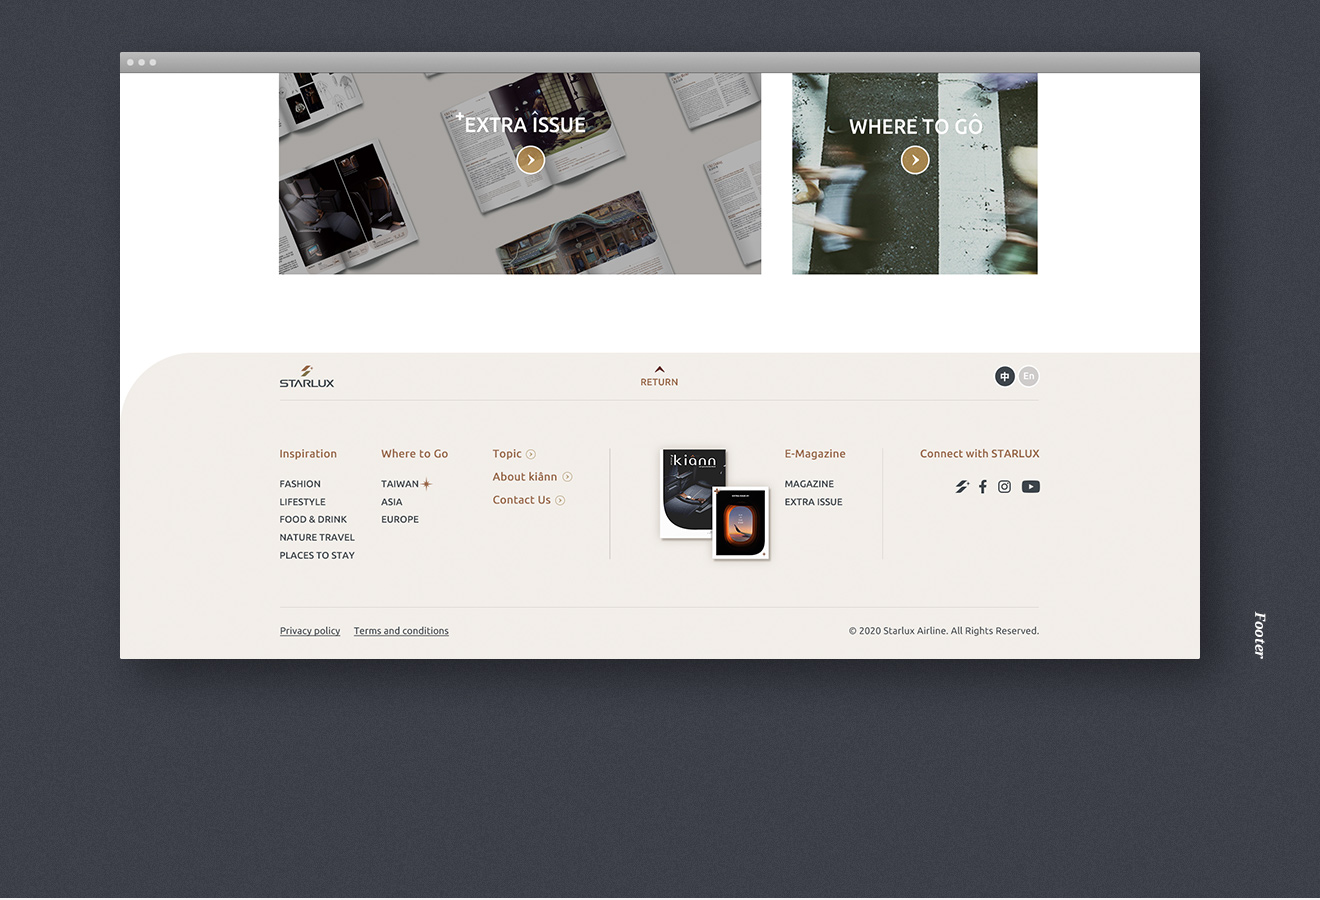 +EXTRA ÎSSUE
WHERE TO GÔ
STARLUX
RETURN
中
En
Inspiration
FASHION
LIFESTYLE
FOOD & DRINK
NATURE TRAVEL
PLACES TO STAY
Where to Go
TAIWAN
ASIA
EUROPE
Topic
About kiânn
Contact Us
kiânn
E-Magazine
MAGAZINE
EXTRA ISSUE
Connect with STARLUX
Privacy policy
Terms and conditions
© 2020 Starlux Airline. All Rights Reserved.
Footer